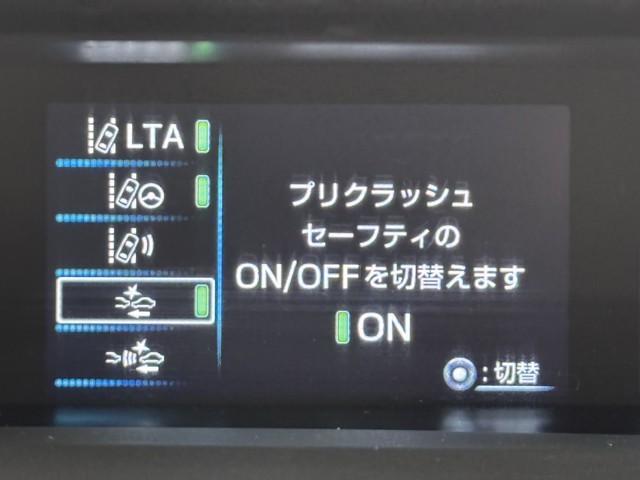 LTA
プリクラッシュ
セーフティの
ON/OFFを切替えます
ON
:切替